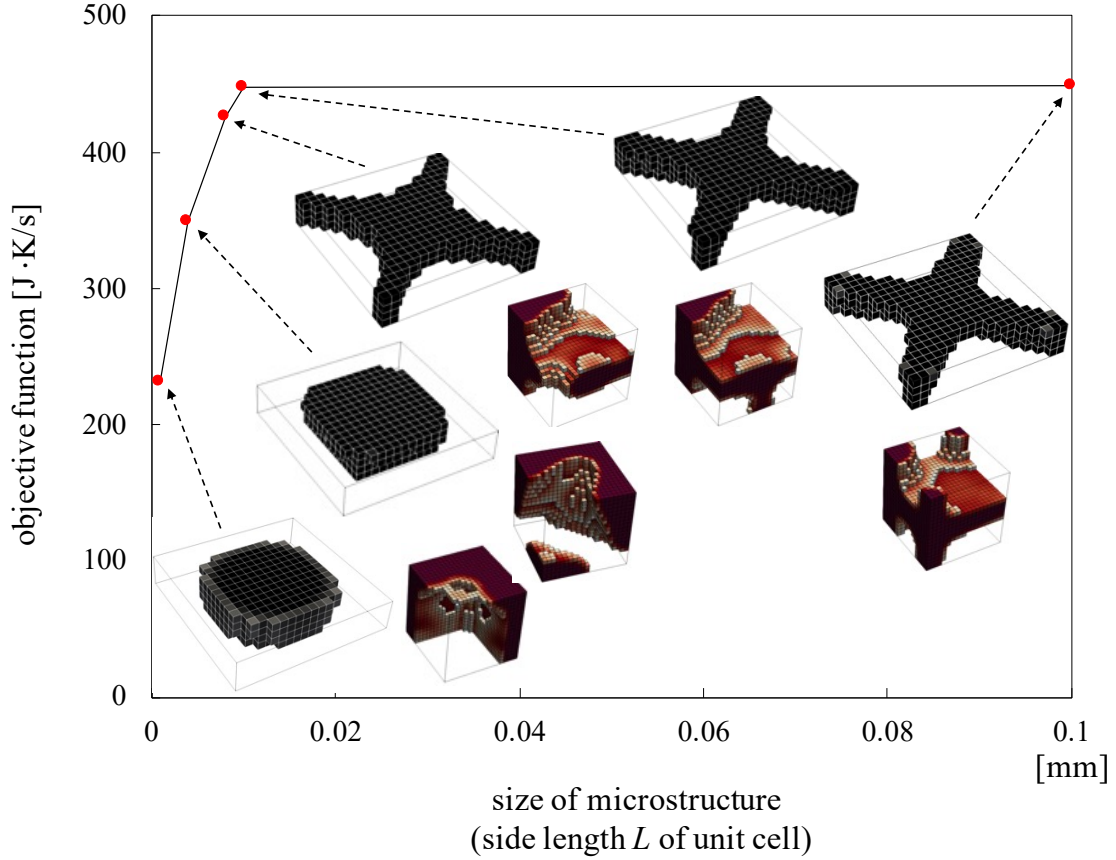 500
400
300
200
100
0
objective function [J·K/s]
0 0.02 0.04 0.06 0.08 0.1
[mm]
size of microstructure
(side length L of unit cell)